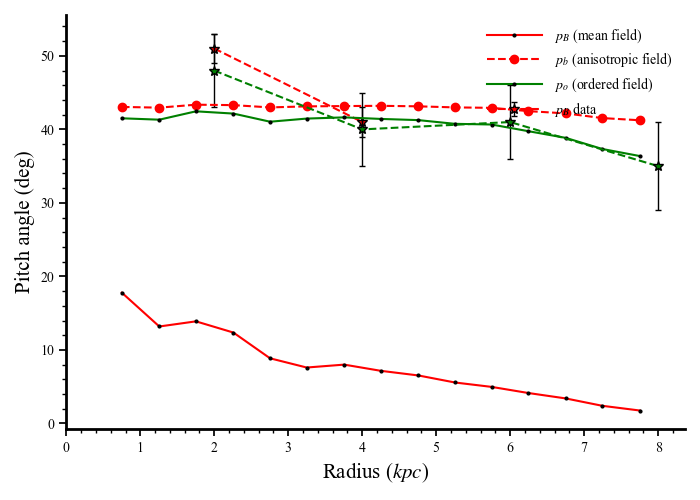 p_B (mean field)
p_b (anisotropic field)
p_o (ordered field)
p_B data
50
40
30
20
10
0
Pitch angle (deg)
0 1 2 3 4 5 6 7 8
Radius (kpc)